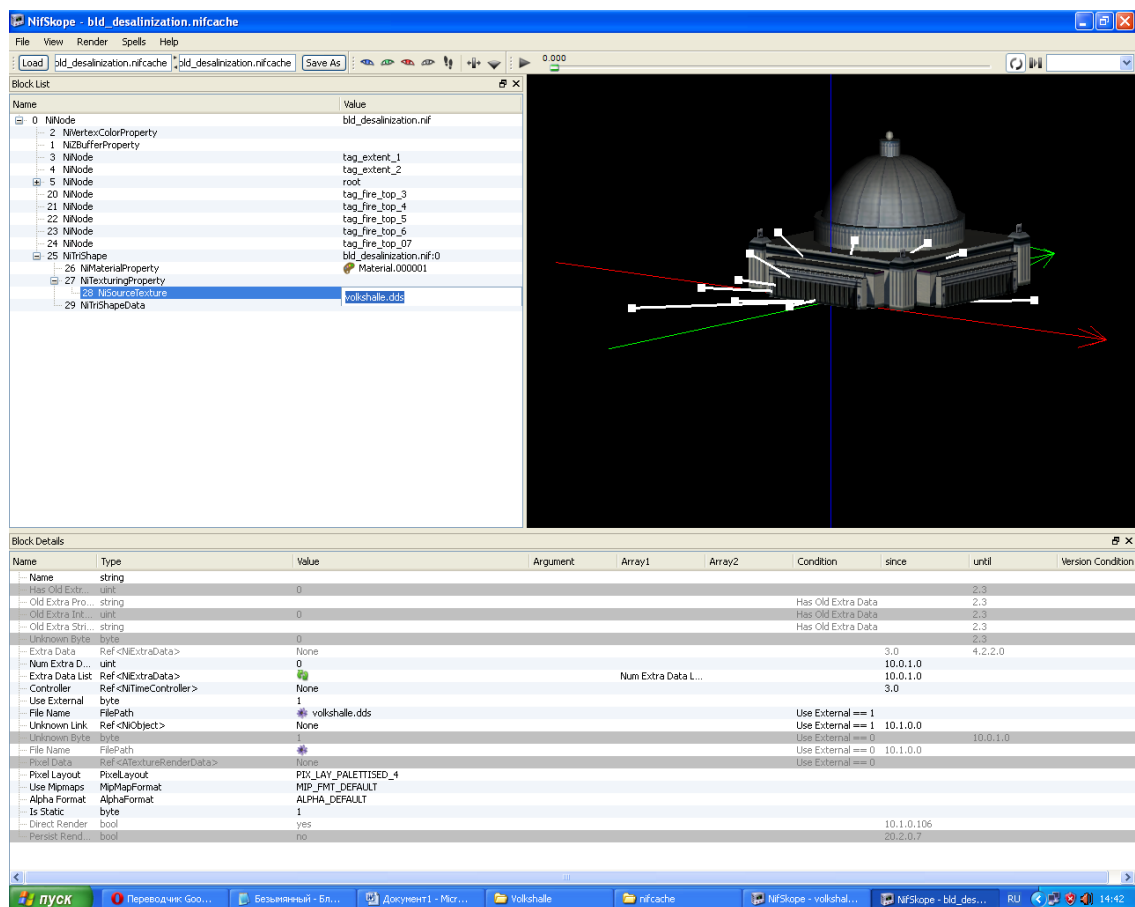 NifSkope - bld_desalinization.nifcache
File View Render Spells Help
Load bld_desalinization.nifcache bld_desalinization.nifcache Save As 0.000
Block List
Name Value
0 NiNode bld_desalinization.nif
2 NiVertexColorProperty
1 NiZBufferProperty
3 NiNode tag_extent_1
4 NiNode tag_extent_2
5 NiNode root
20 NiNode tag_fire_top_3
21 NiNode tag_fire_top_4
22 NiNode tag_fire_top_5
23 NiNode tag_fire_top_6
24 NiNode tag_fire_top_07
25 NiTriShape bld_desalinization.nif:0
26 NiMaterialProperty Material.000001
27 NiTexturingProperty
28 NiSourceTexture volkshalle.dds
29 NiTriShapeData
Block Details
Name Type Value Argument Array1 Array2 Condition since until Version Condition
Name string
Has Old Extr... uint 0 2.3
Old Extra Pro... string Has Old Extra Data 2.3
Old Extra Int... uint 0 Has Old Extra Data 2.3
Old Extra Stri... string Has Old Extra Data 2.3
Unknown Byte byte 0 2.3
Extra Data Ref<NiExtraData> None 3.0 4.2.2.0
Num Extra D... uint 0 10.0.1.0
Extra Data List Ref<NiExtraData> Num Extra Data L... 10.0.1.0
Controller Ref<NiTimeController> None 3.0
Use External byte 1
File Name FilePath volkshalle.dds Use External == 1
Unknown Link Ref<NiObject> None Use External == 1 10.1.0.0
Unknown Byte byte 1 Use External == 0 10.0.1.0
File Name FilePath Use External == 0 10.1.0.0
Pixel Data Ref<ATextureRenderData> None Use External == 0
Pixel Layout PixelLayout PIX_LAY_PALETTISED_4
Use Mipmaps MipMapFormat MIP_FMT_DEFAULT
Alpha Format AlphaFormat ALPHA_DEFAULT
Is Static byte 1
Direct Render bool yes 10.1.0.106
Persist Rend... bool no 20.2.0.7
пуск Переводчик Goo... Безымянный - Бл... Документ1 - Micr... Volkshalle nifcache NifSkope - volkshal... NifSkope - bld_des... RU 14:42